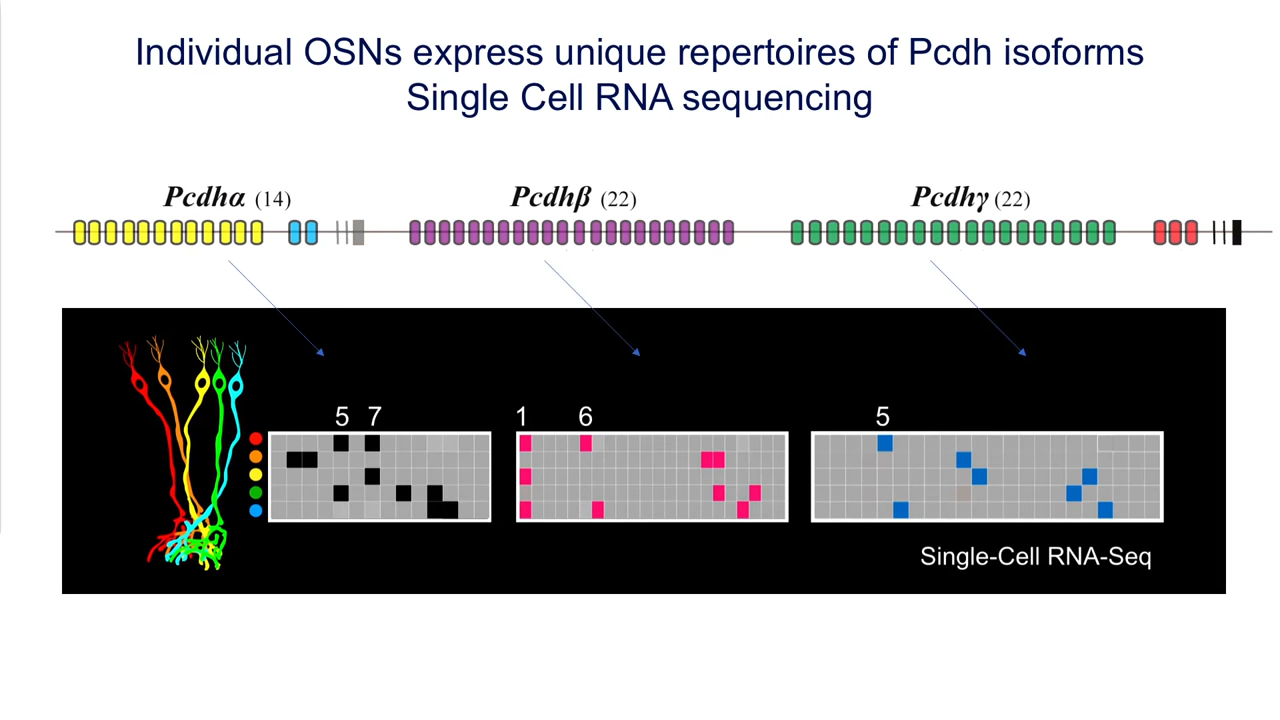 Individual OSNs express unique repertoires of Pcdh isoforms
Single Cell RNA sequencing
Pcdhα (14)
Pcdhβ (22)
Pcdhγ (22)
5 7
1 6
5
Single-Cell RNA-Seq